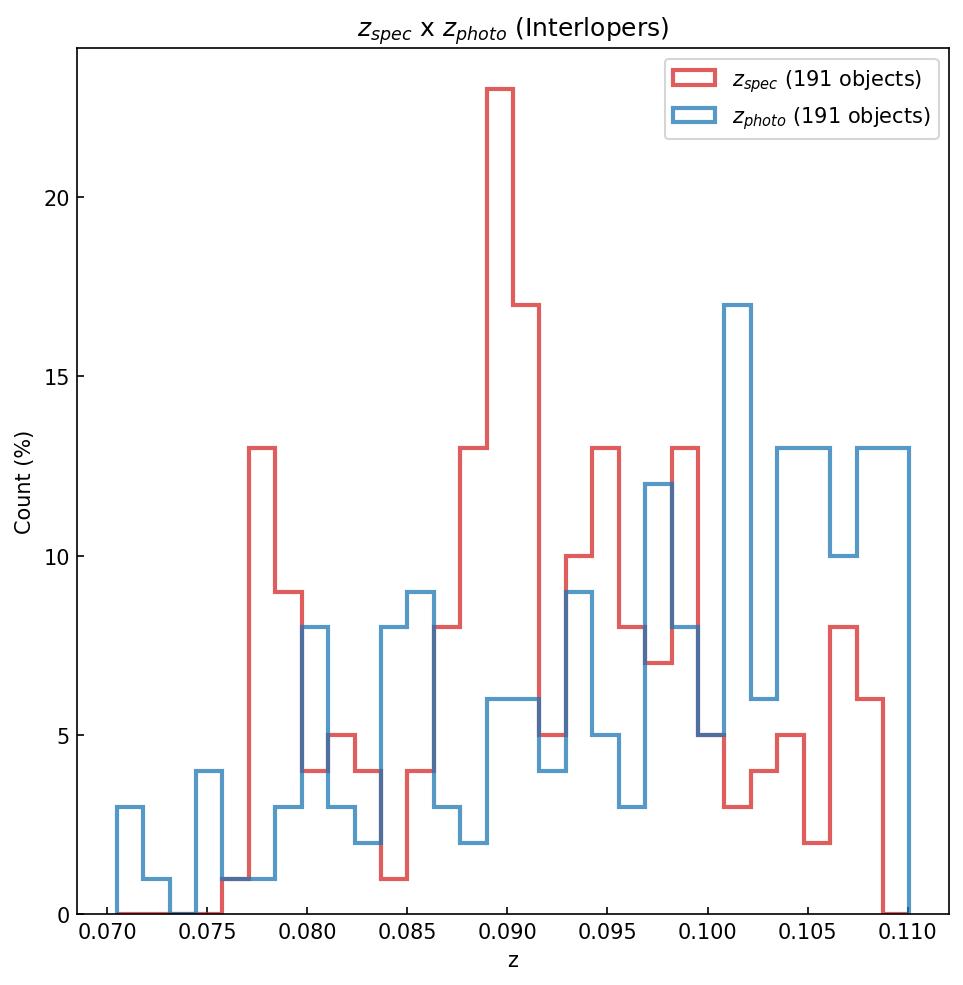 z_spec x z_photo (Interlopers)
z_spec (191 objects)
z_photo (191 objects)
Count (%)
20
15
10
5
0
0.070 0.075 0.080 0.085 0.090 0.095 0.100 0.105 0.110
z